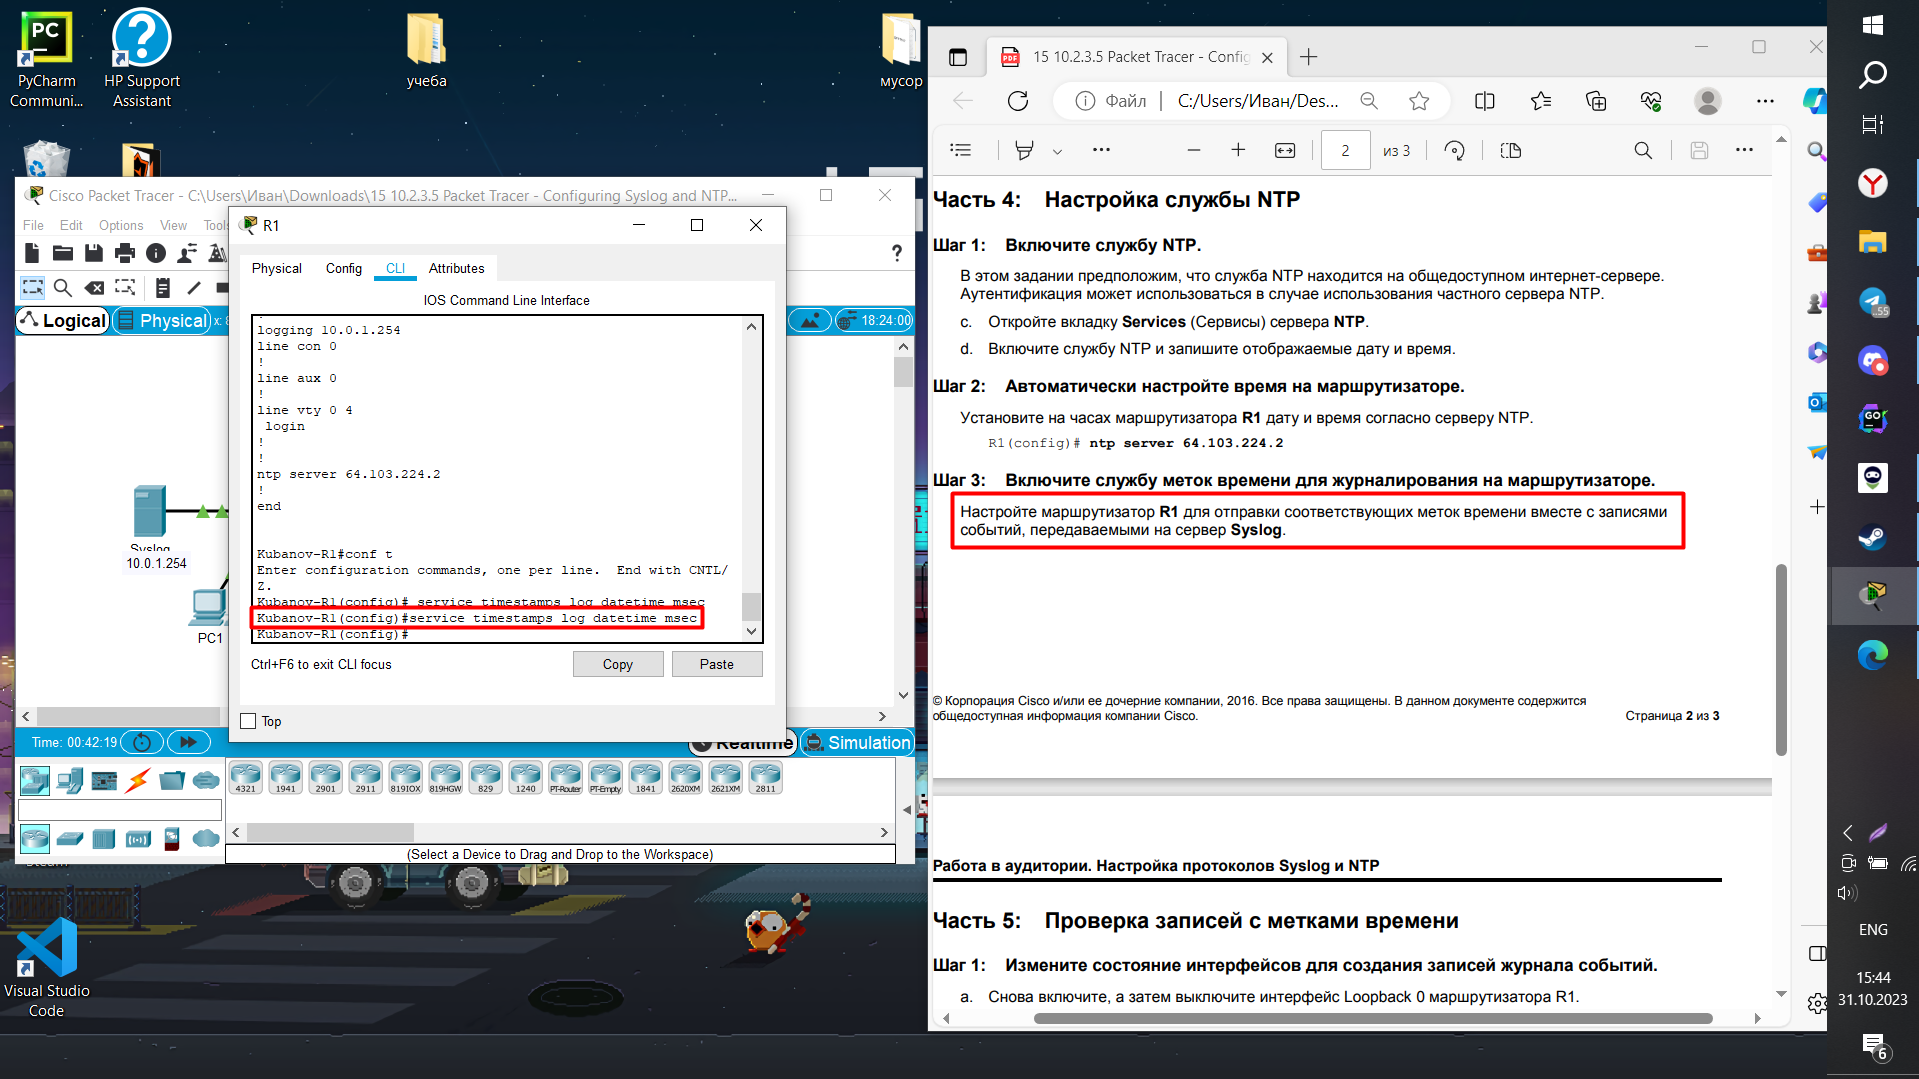 PyCharm
Communi...
HP Support
Assistant
учеба
мусор
Cisco Packet Tracer - C:\Users\Иван\Downloads\15 10.2.3.5 Packet Tracer - Configuring Syslog and NTP...
File Edit Options View Tools
Logical
Physical
18:24:00
R1
Physical Config CLI Attributes
IOS Command Line Interface
!
logging 10.0.1.254
line con 0
!
line aux 0
!
line vty 0 4
login
!
!
ntp server 64.103.224.2
!
end
Kubanov-R1#conf t
Enter configuration commands, one per line. End with CNTL/
Z.
Kubanov-R1(config)# service timestamps log datetime msec
Kubanov-R1(config)#service timestamps log datetime msec
Kubanov-R1(config)#
Ctrl+F6 to exit CLI focus
Copy
Paste
Top
Syslog
10.0.1.254
PC1
Time: 00:42:19
Realtime
Simulation
4321 1941 2901 2911 819IOX 819HGW 829 1240 PT-Router PT-Empty 1841 2620XM 2621XM 2811
(Select a Device to Drag and Drop to the Workspace)
Visual Studio
Code
15 10.2.3.5 Packet Tracer - Config
Файл
C:/Users/Иван/Des...
2 из 3
Часть 4: Настройка службы NTP
Шаг 1: Включите службу NTP.
В этом задании предположим, что служба NTP находится на общедоступном интернет-сервере.
Аутентификация может использоваться в случае использования частного сервера NTP.
c. Откройте вкладку Services (Сервисы) сервера NTP.
d. Включите службу NTP и запишите отображаемые дату и время.
Шаг 2: Автоматически настройте время на маршрутизаторе.
Установите на часах маршрутизатора R1 дату и время согласно серверу NTP.
R1(config)# ntp server 64.103.224.2
Шаг 3: Включите службу меток времени для журналирования на маршрутизаторе.
Настройте маршрутизатор R1 для отправки соответствующих меток времени вместе с записями
событий, передаваемыми на сервер Syslog.
© Корпорация Cisco и/или ее дочерние компании, 2016. Все права защищены. В данном документе содержится
общедоступная информация компании Cisco.
Страница 2 из 3
Работа в аудитории. Настройка протоколов Syslog и NTP
Часть 5: Проверка записей с метками времени
Шаг 1: Измените состояние интерфейсов для создания записей журнала событий.
a. Снова включите, а затем выключите интерфейс Loopback 0 маршрутизатора R1.
ENG
15:44
31.10.2023
6